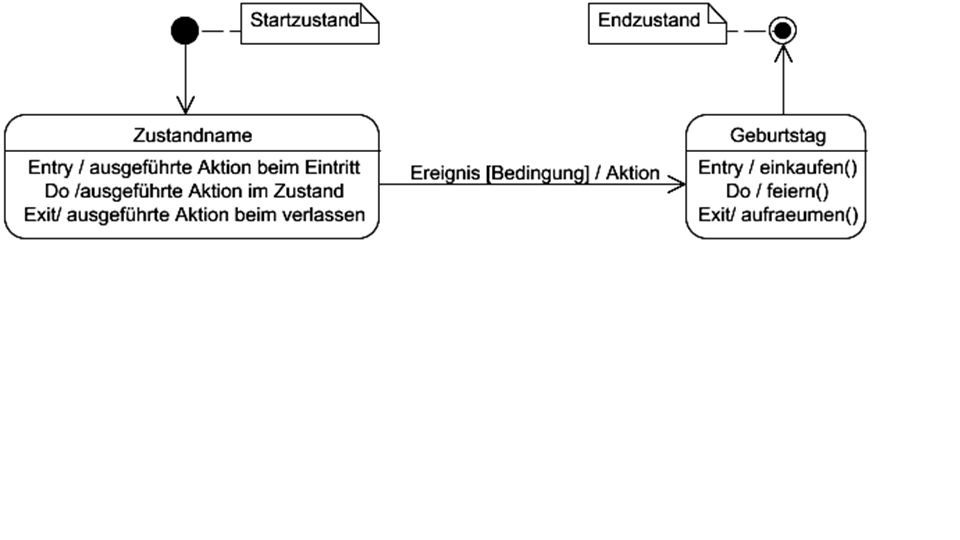 Startzustand
Endzustand
Zustandname
Entry / ausgeführte Aktion beim Eintritt
Do /ausgeführte Aktion im Zustand
Exit/ ausgeführte Aktion beim verlassen
Ereignis [Bedingung] / Aktion
Geburtstag
Entry / einkaufen()
Do / feiern()
Exit/ aufraeumen()